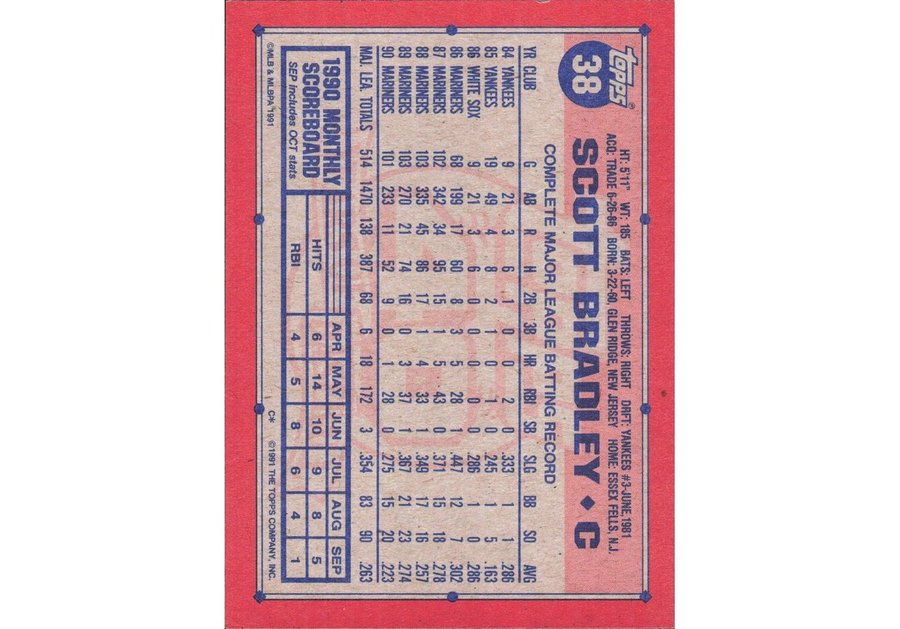 Topps®
38
SCOTT BRADLEY ◆ C
HT: 5'11" WT: 185 BATS: LEFT THROWS: RIGHT DRFT: YANKEES #3-JUNE, 1981
ACQ: TRADE 6-26-86 BORN: 3-22-60, GLEN RIDGE, NEW JERSEY HOME: ESSEX FELLS, N.J.
COMPLETE MAJOR LEAGUE BATTING RECORD
YR CLUB G AB R H 2B 3B HR RBI SB SLG BB SO AVG
84 YANKEES 9 21 3 6 1 0 0 2 0 .333 1 1 .286
85 YANKEES 19 49 4 8 2 1 0 1 0 .245 1 5 .163
86 WHITE SOX 9 21 3 6 0 0 0 0 0 .286 1 0 .286
86 MARINERS 68 199 17 60 8 3 5 28 1 .447 12 7 .302
87 MARINERS 102 342 34 95 15 1 5 43 0 .371 15 18 .278
88 MARINERS 103 335 45 86 17 1 4 33 1 .349 17 16 .257
89 MARINERS 103 270 21 74 16 0 3 37 1 .367 21 23 .274
90 MARINERS 101 233 11 52 9 0 1 28 0 .275 15 20 .223
MAJ. LEA. TOTALS 514 1470 138 387 68 6 18 172 3 .354 83 90 .263
1990 MONTHLY
SCOREBOARD
SEP Includes OCT stats
APR MAY JUN JUL AUG SEP
HITS 6 14 10 9 8 5
RBI 4 5 8 6 4 1
©MLB & MLBPA 1991
C* ©1991 THE TOPPS COMPANY, INC.